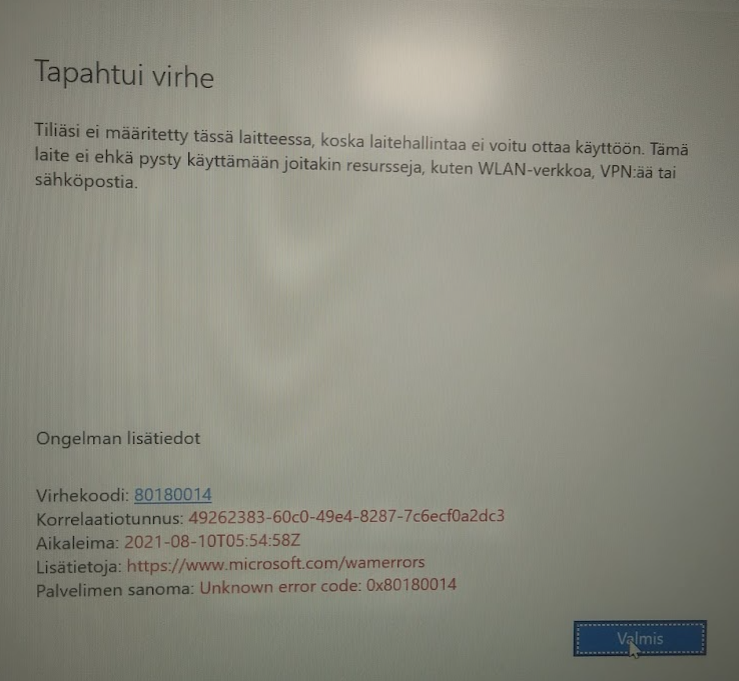 Tapahtui virhe
Tiliäsi ei määritetty tässä laitteessa, koska laitehallintaa ei voitu ottaa käyttöön. Tämä
laite ei ehkä pysty käyttämään joitakin resursseja, kuten WLAN-verkkoa, VPN:ää tai
sähköpostia.
Ongelman lisätiedot
Virhekoodi: 80180014
Korrelaatiotunnus: 49262383-60c0-49e4-8287-7c6ecf0a2dc3
Aikaleima: 2021-08-10T05:54:58Z
Lisätietoja: https://www.microsoft.com/wamerrors
Palvelimen sanoma: Unknown error code: 0x80180014
Valmis